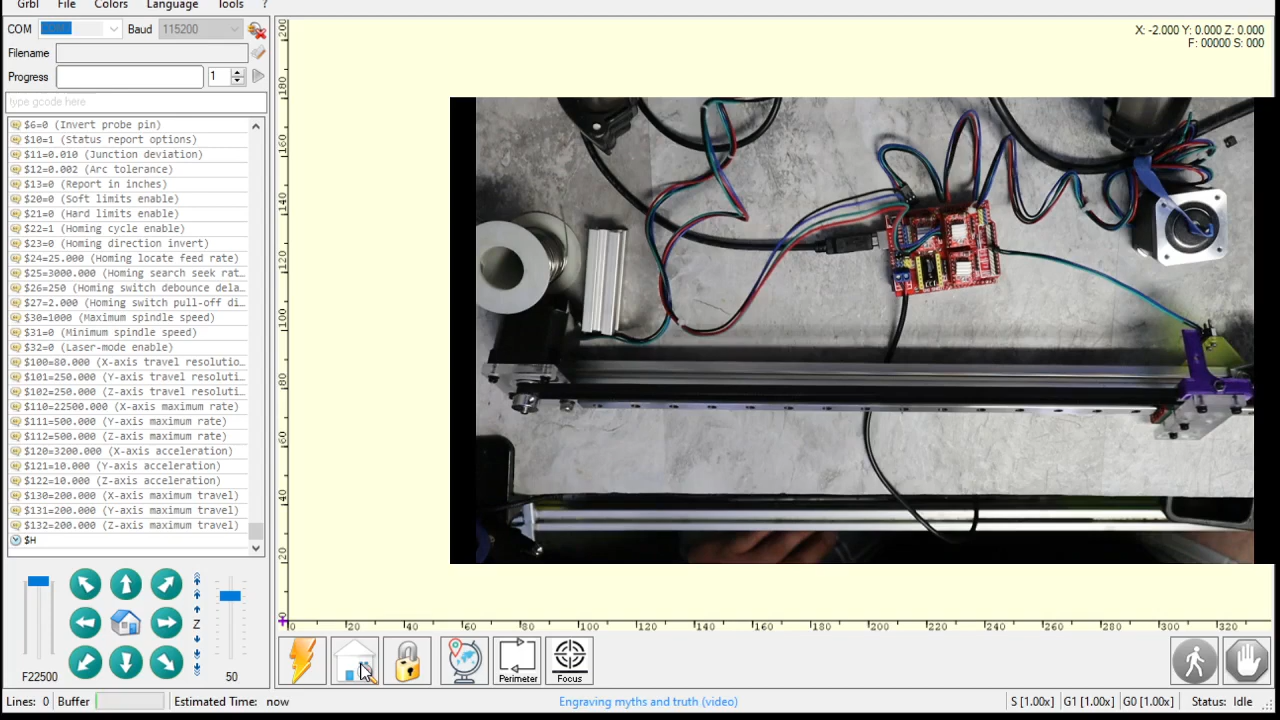 Grbl File Colors Language Tools ?
COM Baud 115200
Filename
Progress 1
type gcode here
$6=0 (Invert probe pin)
$10=1 (Status report options)
$11=0.010 (Junction deviation)
$12=0.002 (Arc tolerance)
$13=0 (Report in inches)
$20=0 (Soft limits enable)
$21=0 (Hard limits enable)
$22=1 (Homing cycle enable)
$23=0 (Homing direction invert)
$24=25.000 (Homing locate feed rate)
$25=3000.000 (Homing search seek rat…
$26=250 (Homing switch debounce dela…
$27=2.000 (Homing switch pull-off di…
$30=1000 (Maximum spindle speed)
$31=0 (Minimum spindle speed)
$32=0 (Laser-mode enable)
$100=80.000 (X-axis travel resolutio…
$101=250.000 (Y-axis travel resoluti…
$102=250.000 (Z-axis travel resoluti…
$110=22500.000 (X-axis maximum rate)
$111=500.000 (Y-axis maximum rate)
$112=500.000 (Z-axis maximum rate)
$120=3200.000 (X-axis acceleration)
$121=10.000 (Y-axis acceleration)
$122=10.000 (Z-axis acceleration)
$130=200.000 (X-axis maximum travel)
$131=200.000 (Y-axis maximum travel)
$132=200.000 (Z-axis maximum travel)
$H
Z
F22500 50
X: -2.000 Y: 0.000 Z: 0.000
F: 00000 S: 000
200
180
160
140
120
100
80
60
40
20
0
0 20 40 60 80 100 120 140 160 180 200 220 240 260 280 300 320
Perimeter Focus
Lines: 0 Buffer Estimated Time: now Engraving myths and truth (video) S [1.00x] G1 [1.00x] G0 [1.00x] Status: Idle